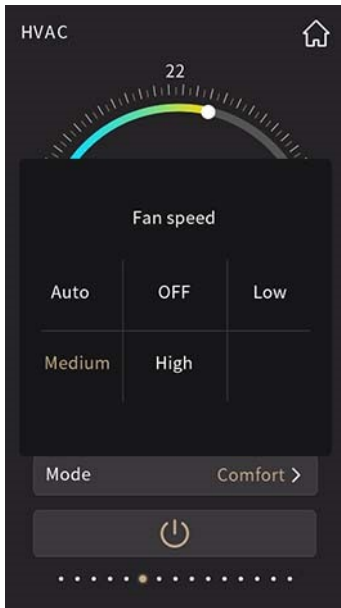 HVAC
22
Fan speed
Auto OFF Low
Medium High
Mode Comfort >